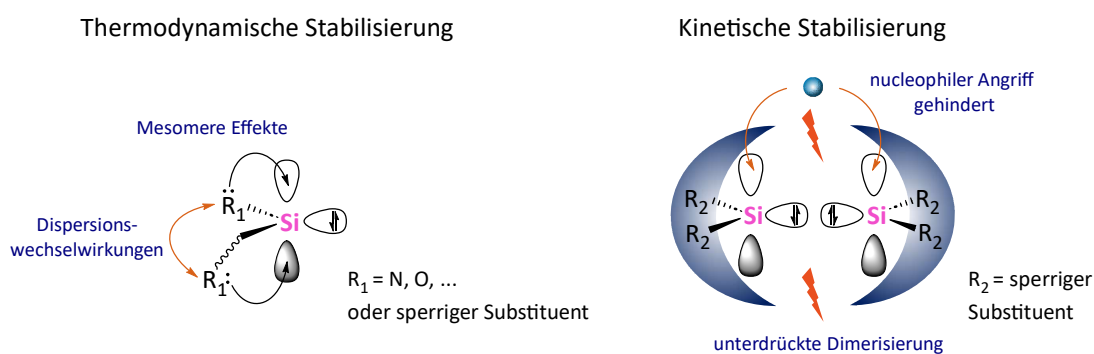 Thermodynamische Stabilisierung
Mesomere Effekte
R1
Si
Dispersions-
wechselwirkungen
R1
R1 = N, O, ...
oder sperriger Substituent
Kinetische Stabilisierung
nucleophiler Angriff
gehindert
R2
R2
Si
Si
R2
R2
R2 = sperriger
Substituent
unterdrückte Dimerisierung